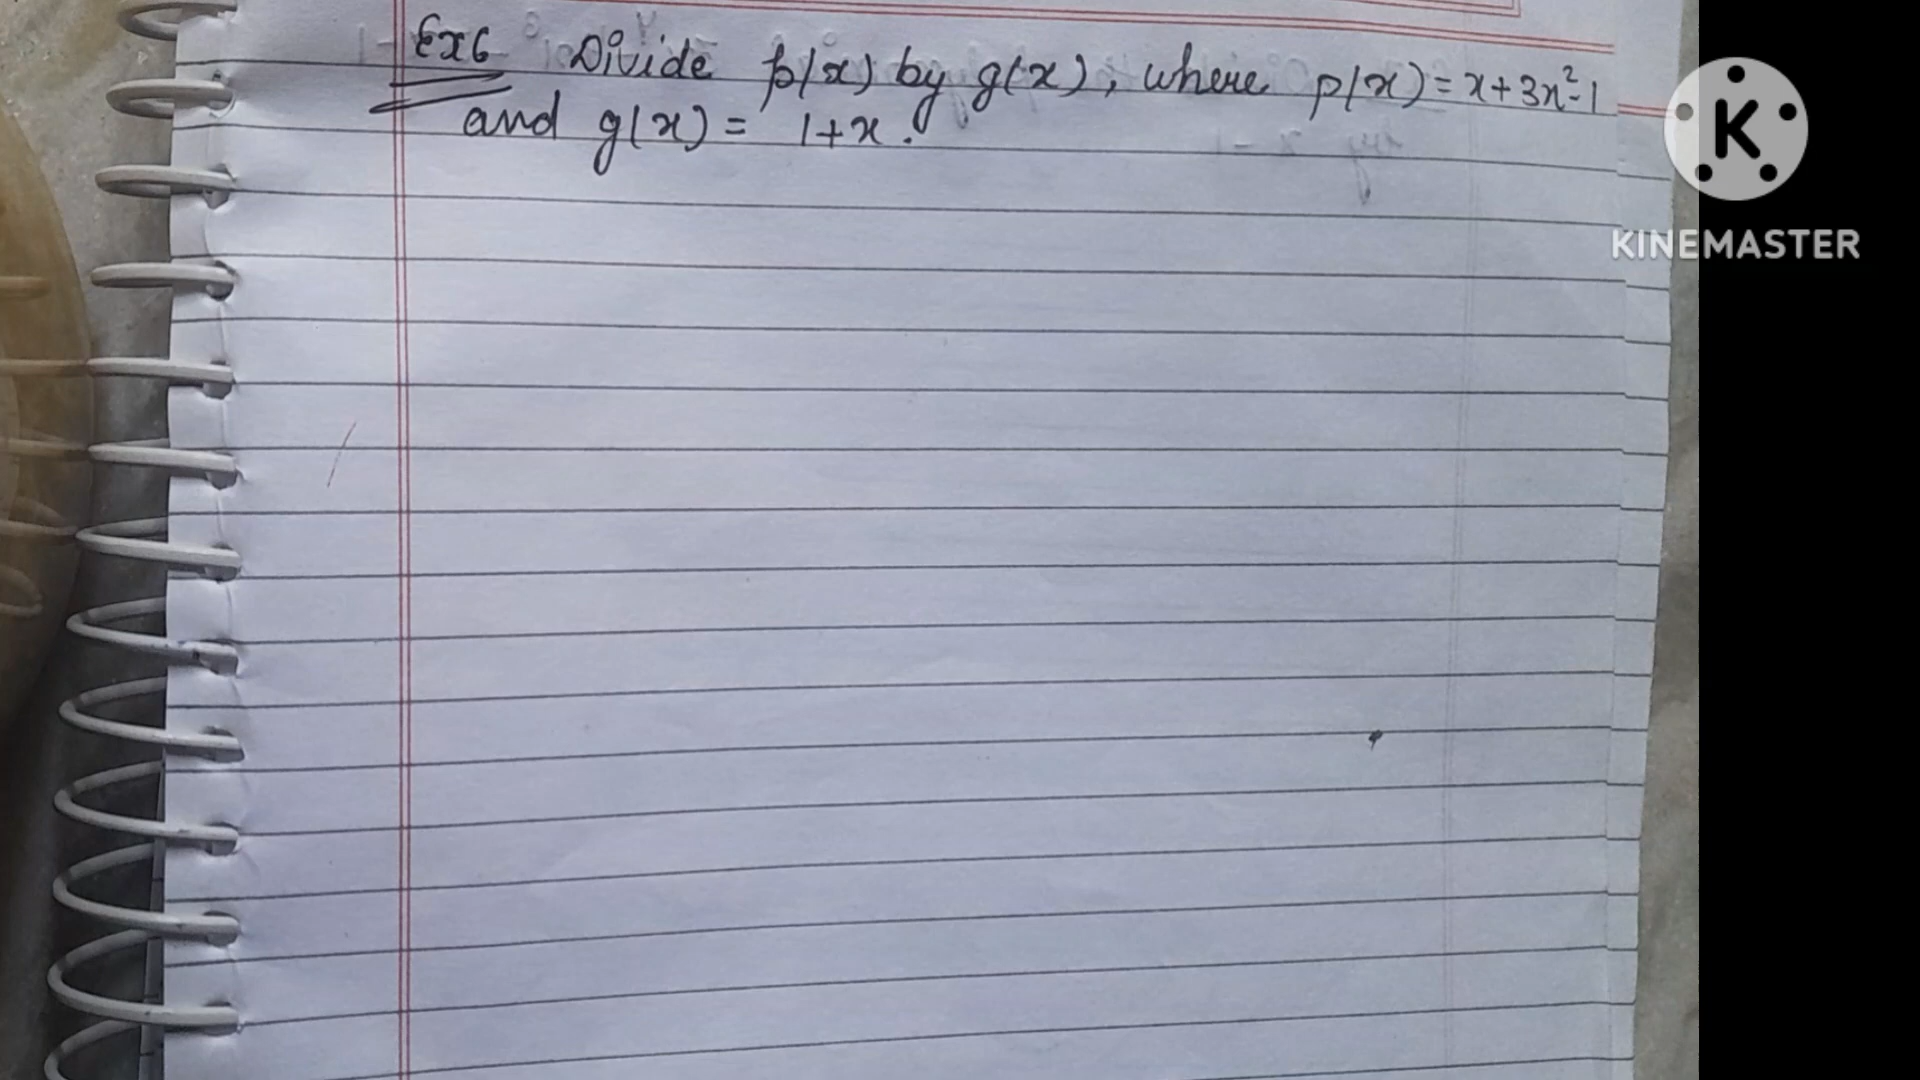 Ex6 Divide p(x) by g(x), where p(x) = x+3x²-1
and g(x) = 1+x.
K
KINEMASTER